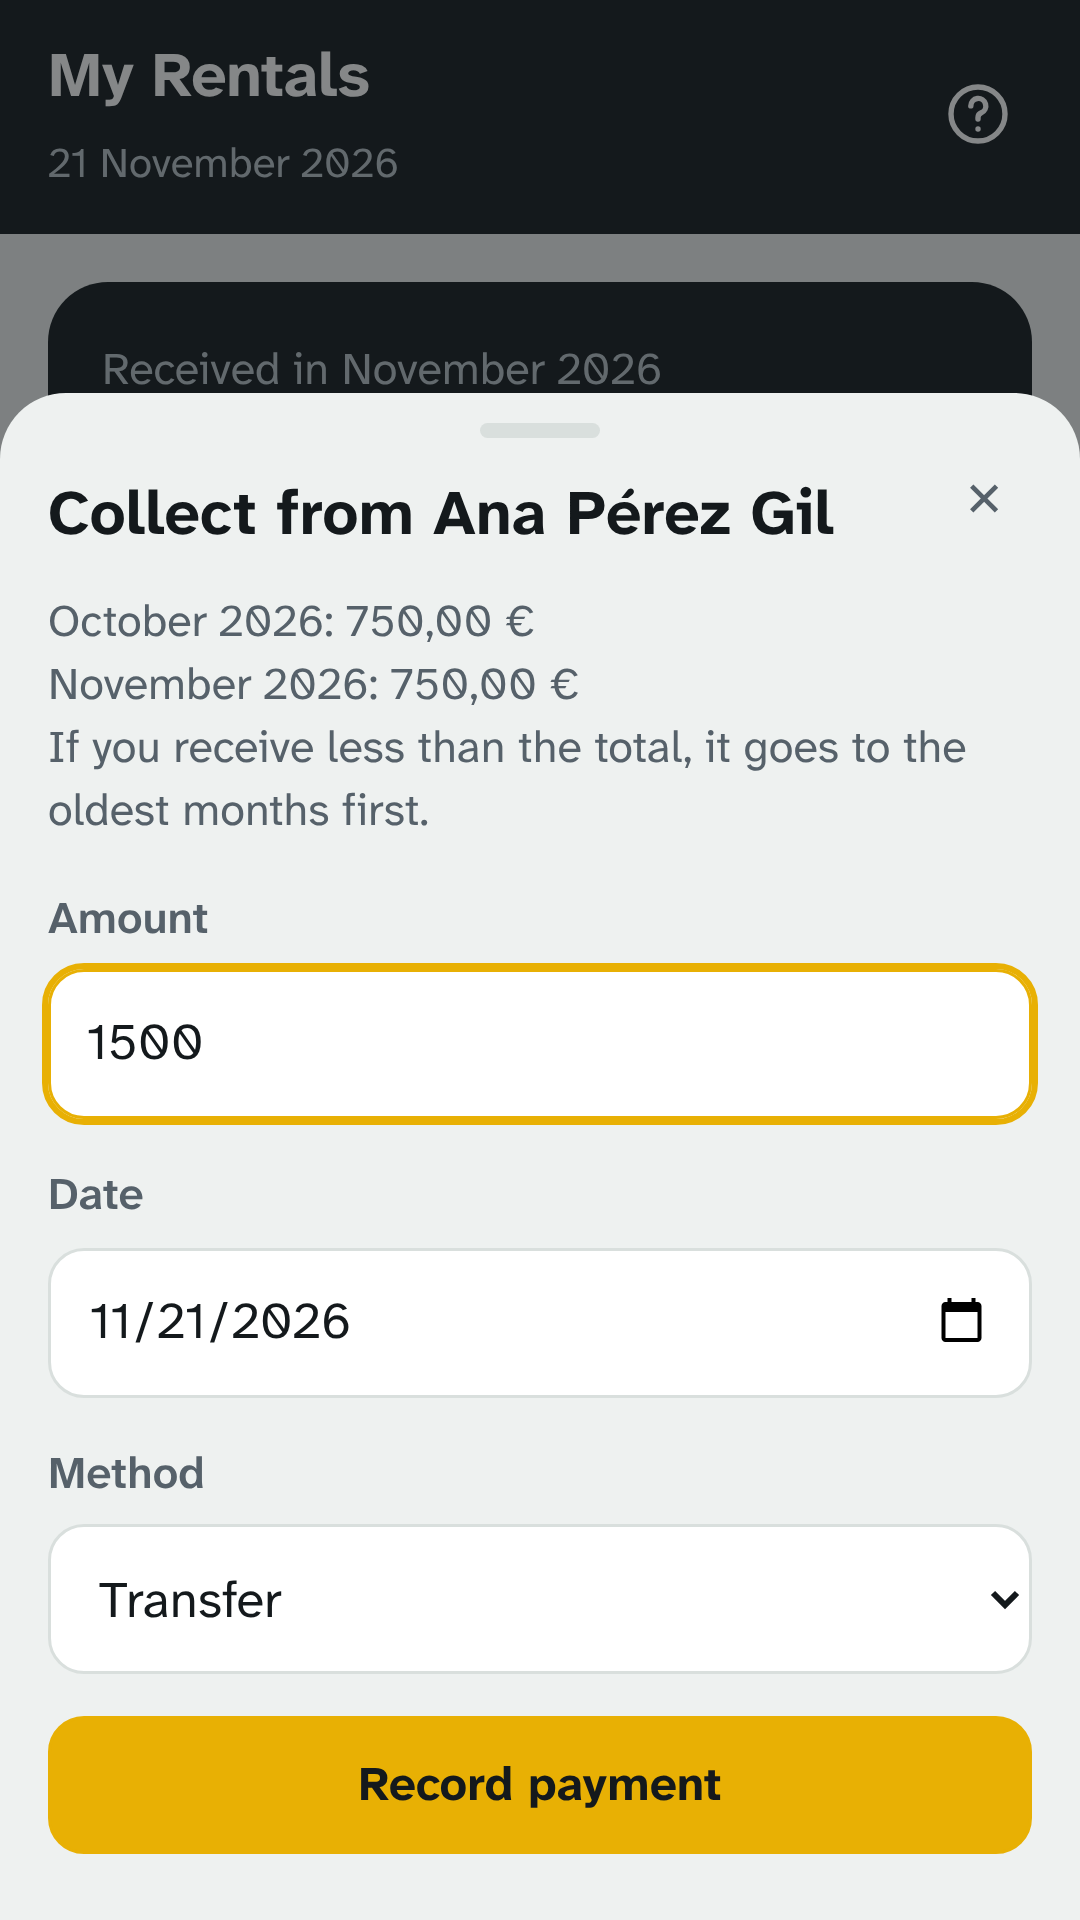 My Rentals
21 November 2026
Received in November 2026
Collect from Ana Pérez Gil
October 2026: 750,00 €
November 2026: 750,00 €
If you receive less than the total, it goes to the
oldest months first.
Amount
1500
Date
11/21/2026
Method
Transfer
Record payment